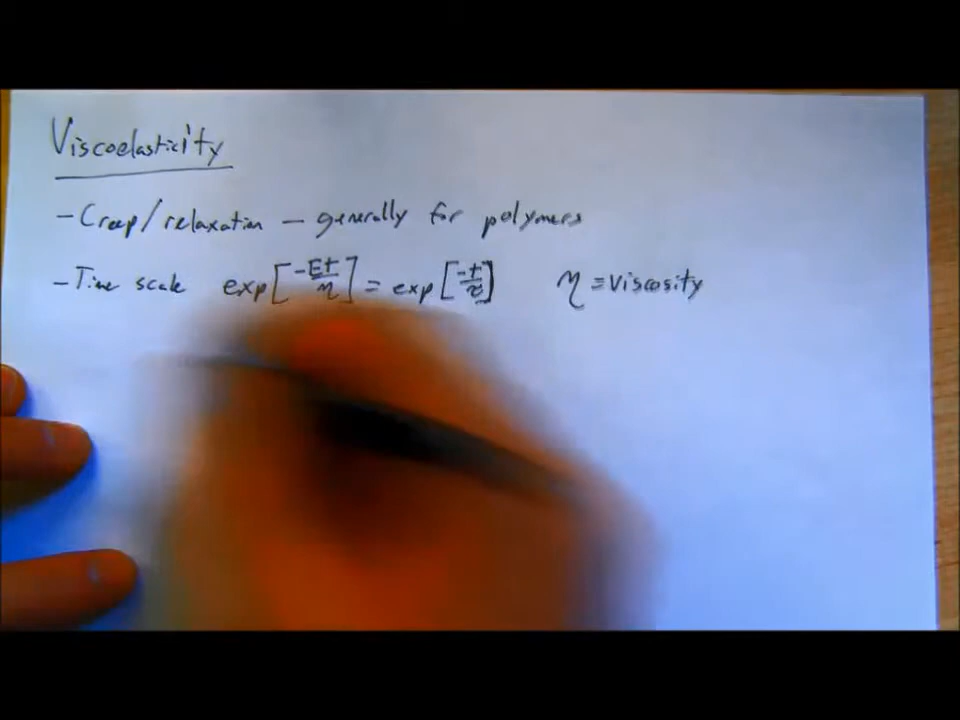 Viscoelasticity
- Creep/relaxation - generally for polymers
- Time scale exp[-Et/η] = exp[-t/τ] η ≡ viscosity